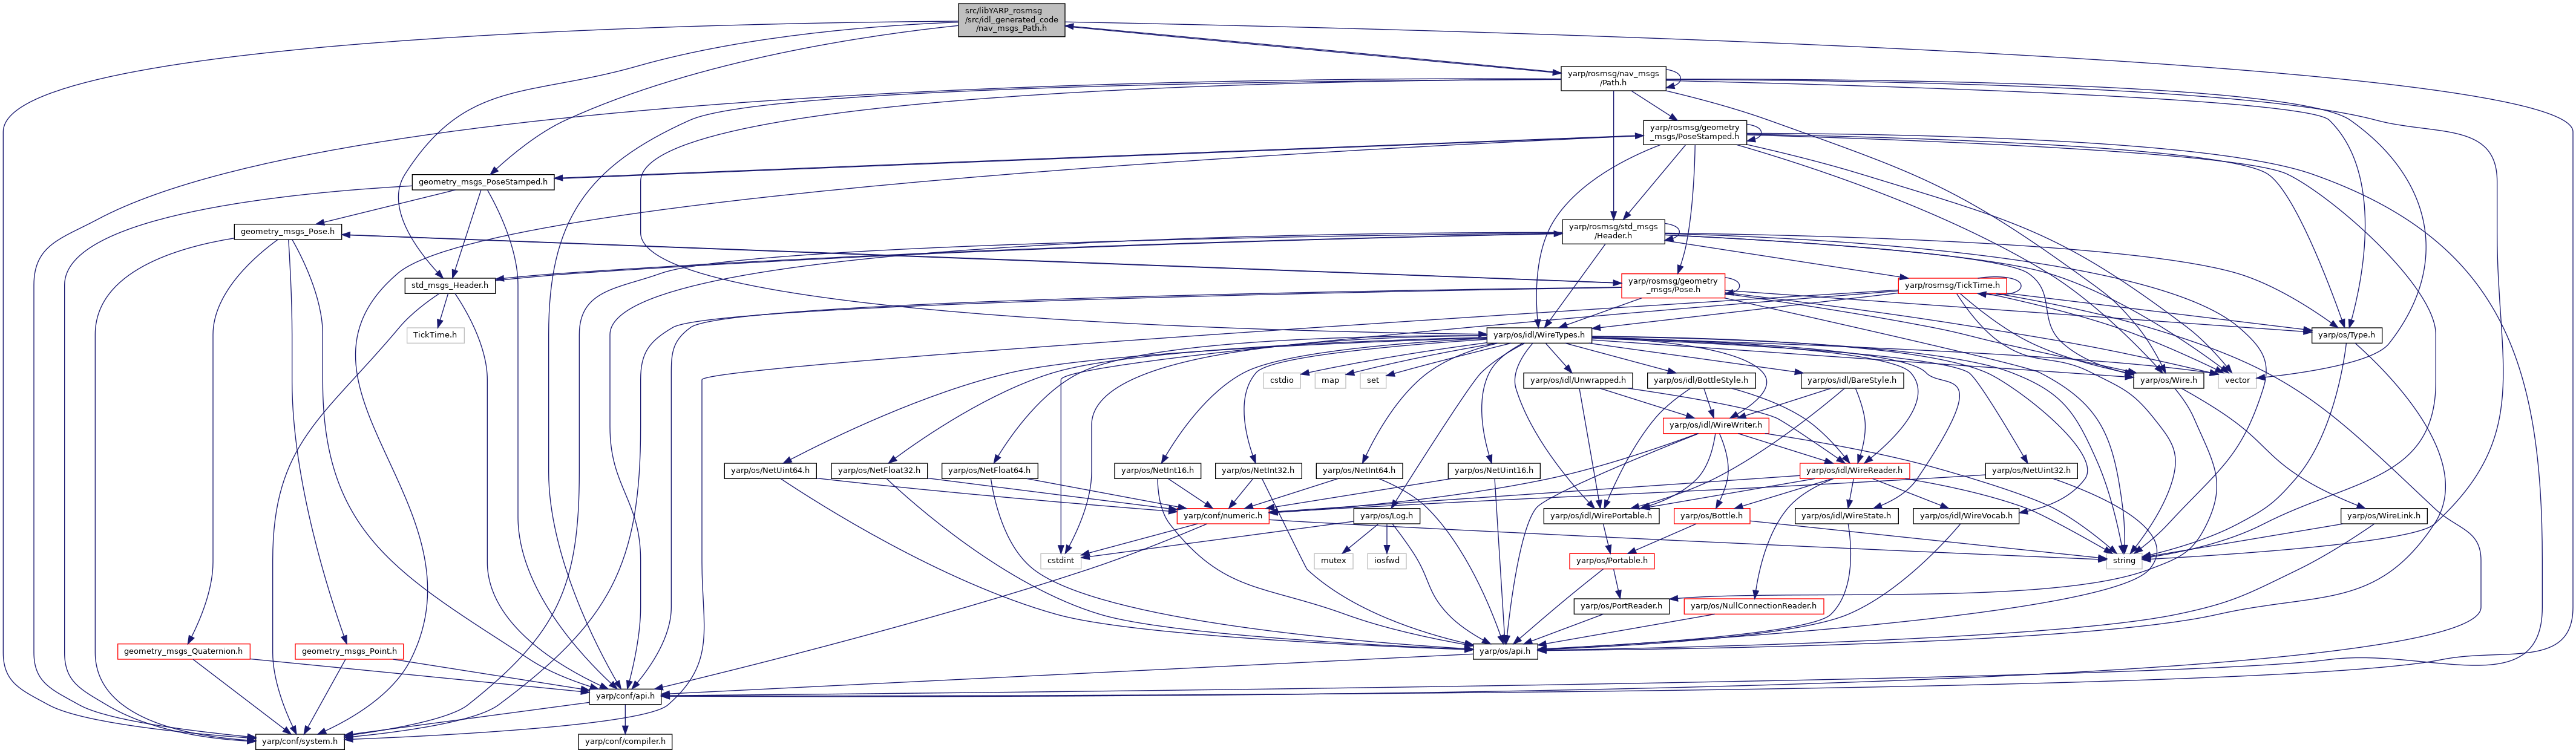 src/libYARP_rosmsg
/src/idl_generated_code
/nav_msgs_Path.h
yarp/rosmsg/nav_msgs
/Path.h
yarp/rosmsg/geometry
_msgs/PoseStamped.h
geometry_msgs_PoseStamped.h
geometry_msgs_Pose.h
yarp/rosmsg/std_msgs
/Header.h
std_msgs_Header.h
yarp/rosmsg/geometry
_msgs/Pose.h
yarp/rosmsg/TickTime.h
TickTime.h
yarp/os/idl/WireTypes.h
yarp/os/Type.h
cstdio
map
set
yarp/os/idl/Unwrapped.h
yarp/os/idl/BottleStyle.h
yarp/os/idl/BareStyle.h
yarp/os/Wire.h
vector
yarp/os/idl/WireWriter.h
yarp/os/NetUint64.h
yarp/os/NetFloat32.h
yarp/os/NetFloat64.h
yarp/os/NetInt16.h
yarp/os/NetInt32.h
yarp/os/NetInt64.h
yarp/os/NetUint16.h
yarp/os/idl/WireReader.h
yarp/os/NetUint32.h
yarp/conf/numeric.h
yarp/os/Log.h
yarp/os/idl/WirePortable.h
yarp/os/Bottle.h
yarp/os/idl/WireState.h
yarp/os/idl/WireVocab.h
yarp/os/WireLink.h
cstdint
mutex
iosfwd
yarp/os/Portable.h
string
yarp/os/PortReader.h
yarp/os/NullConnectionReader.h
geometry_msgs_Quaternion.h
geometry_msgs_Point.h
yarp/os/api.h
yarp/conf/api.h
yarp/conf/system.h
yarp/conf/compiler.h